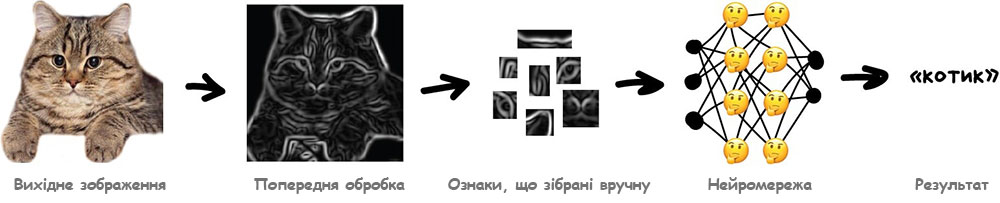 «котик»
Вихідне зображення
Попередня обробка
Ознаки, що зібрані вручну
Нейромережа
Результат